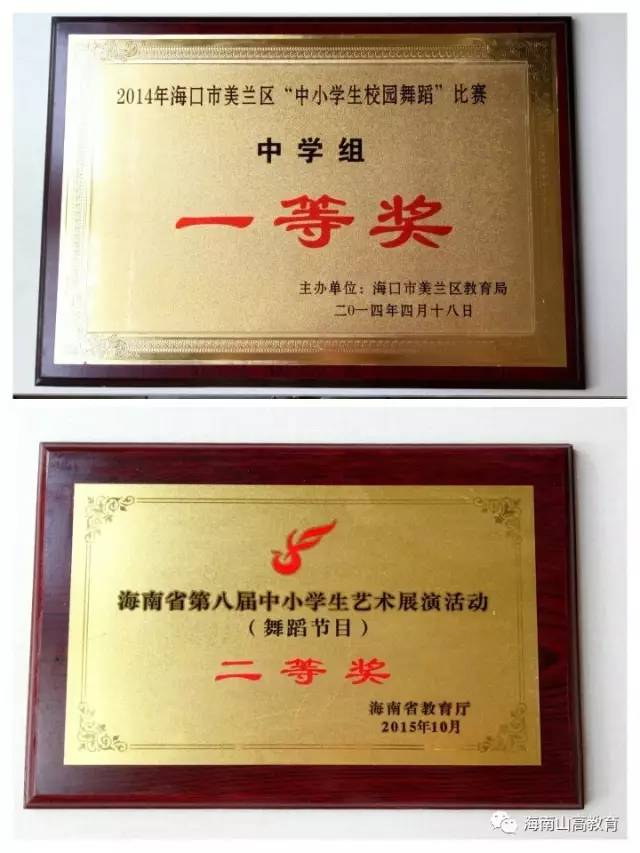 2014年海口市美兰区“中小学生校园舞蹈”比赛
中学组
一等奖
主办单位：海口市美兰区教育局
二〇一四年四月十八日
海南省第八届中小学生艺术展演活动
（舞蹈节目）
二等奖
海南省教育厅
2015年10月
海南山高教育